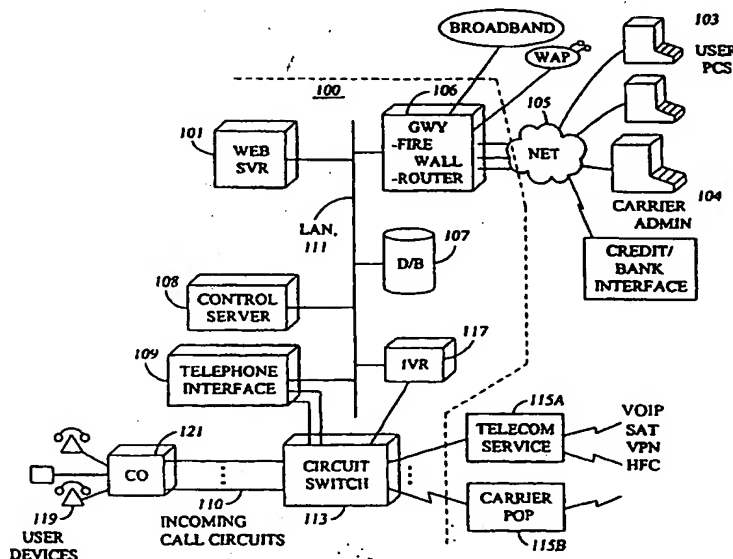 BROADBAND
WAP
103
USER
PCS
100
106
105
101
WEB
SVR
GWY
-FIRE
WALL
-ROUTER
NET
104
CARRIER
ADMIN
LAN,
111
107
D/B
CREDIT/
BANK
INTERFACE
108
CONTROL
SERVER
109
TELEPHONE
INTERFACE
117
IVR
115A
TELECOM
SERVICE
VOIP
SAT
VPN
HFC
121
CO
CIRCUIT
SWITCH
113
110
INCOMING
CALL CIRCUITS
119
USER
DEVICES
CARRIER
POP
115B